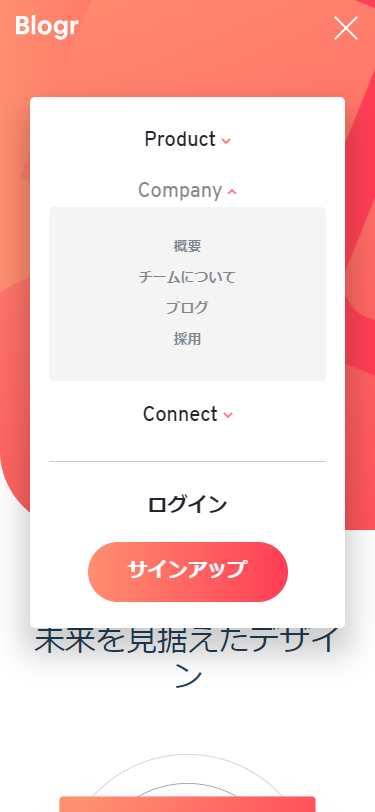 Blogr
Product
Company
概要
チームについて
ブログ
採用
Connect
ログイン
サインアップ
未来を見据えたデザイ
ン